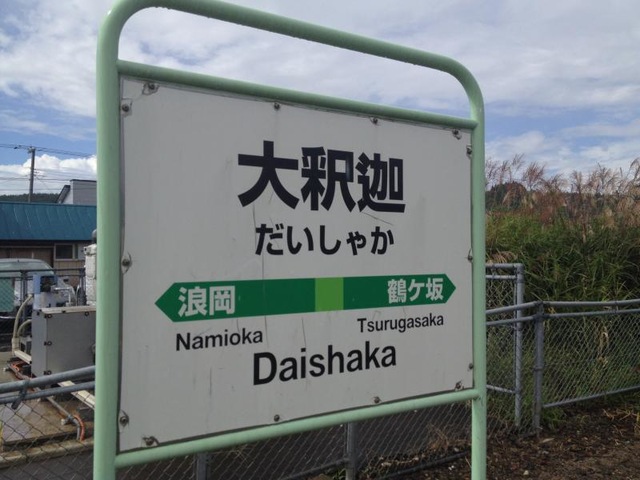 大釈迦
だいしゃか
浪岡 鶴ケ坂
Namioka Tsurugasaka
Daishaka